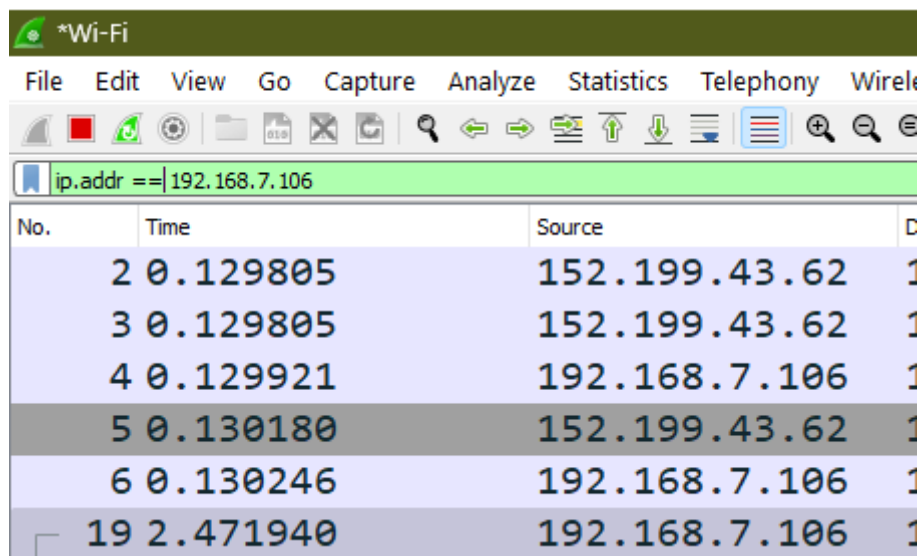 *Wi-Fi
File Edit View Go Capture Analyze Statistics Telephony
ip.addr == 192.168.7.106
No. Time Source
2 0.129805 152.199.43.62
3 0.129805 152.199.43.62
4 0.129921 192.168.7.106
5 0.130180 152.199.43.62
6 0.130246 192.168.7.106
19 2.471940 192.168.7.106